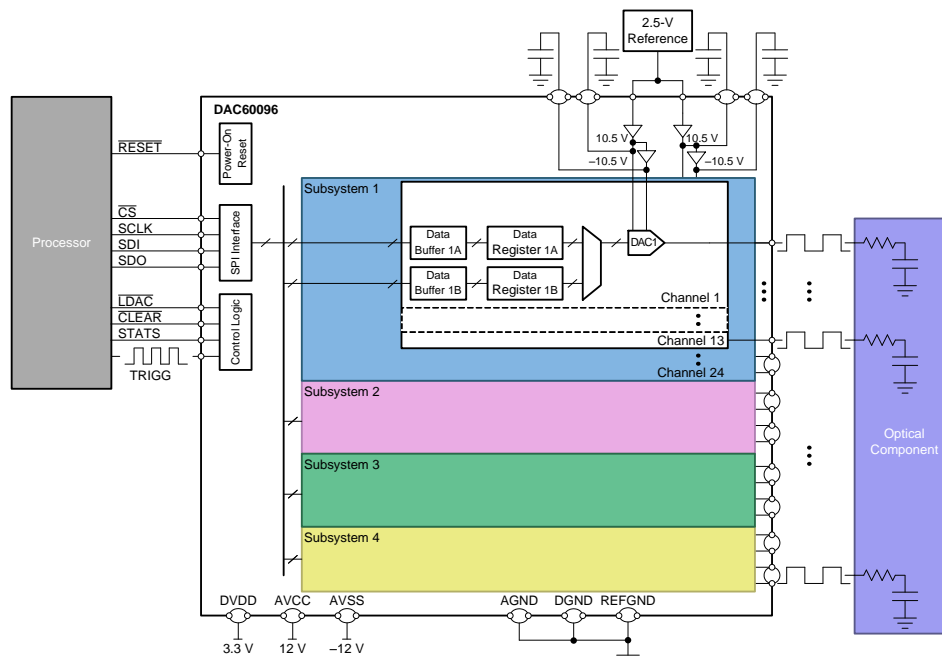 2.5-V
Reference
DAC60096
Power-On
Reset
10.5 V
10.5 V
–10.5 V
–10.5 V
RESET
CS
SCLK
SDI
SDO
LDAC
CLEAR
STATS
TRIGG
Processor
SPI Interface
Control Logic
Subsystem 1
Data
Buffer 1A
Data
Register 1A
DAC1
Data
Buffer 1B
Data
Register 1B
Channel 1
Channel 13
Channel 24
Subsystem 2
Subsystem 3
Subsystem 4
Optical
Component
DVDD
AVCC
AVSS
AGND
DGND
REFGND
3.3 V
12 V
–12 V